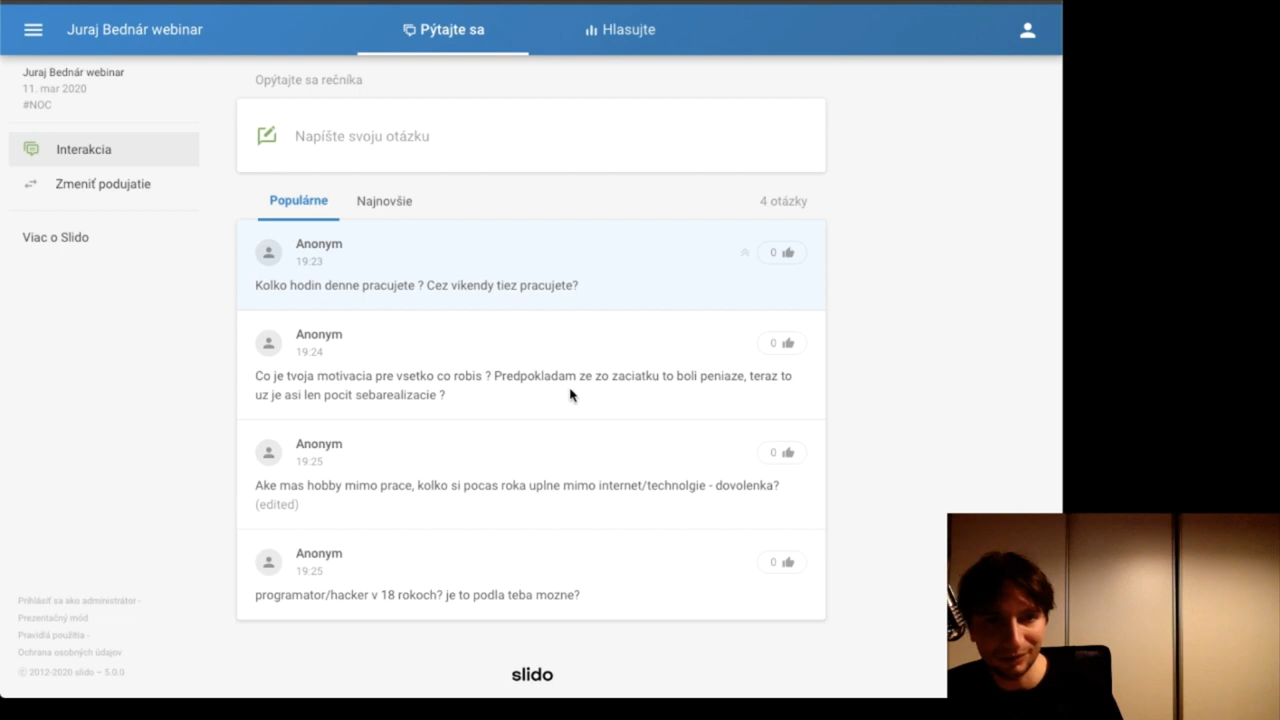 Juraj Bednár webinar
Pýtajte sa
Hlasujte
Juraj Bednár webinar
11. mar 2020
#NOC
Interakcia
Zmeniť podujatie
Viac o Slido
Opýtajte sa rečníka
Napíšte svoju otázku
Populárne
Najnovšie
4 otázky
Anonym
19:23
0
Kolko hodin denne pracujete ? Cez vikendy tiez pracujete?
Anonym
19:24
0
Co je tvoja motivacia pre vsetko co robis ? Predpokladam ze zo zaciatku to boli peniaze, teraz to
uz je asi len pocit sebarealizacie ?
Anonym
19:25
0
Ake mas hobby mimo prace, kolko si pocas roka uplne mimo internet/technolgie - dovolenka?
(edited)
Anonym
19:25
0
programator/hacker v 18 rokoch? je to podla teba mozne?
Prihlásiť sa ako administrátor -
Prezentačný mód
Pravidlá použitia -
Ochrana osobných údajov
© 2012-2020 slido – 5.0.0
slido